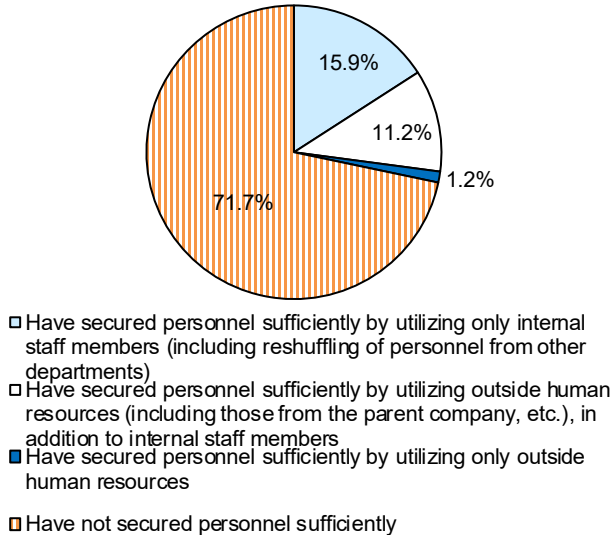 15.9%
11.2%
1.2%
71.7%
Have secured personnel sufficiently by utilizing only internal
staff members (including reshuffling of personnel from other
departments)
Have secured personnel sufficiently by utilizing outside human
resources (including those from the parent company, etc.), in
addition to internal staff members
Have secured personnel sufficiently by utilizing only outside
human resources
Have not secured personnel sufficiently